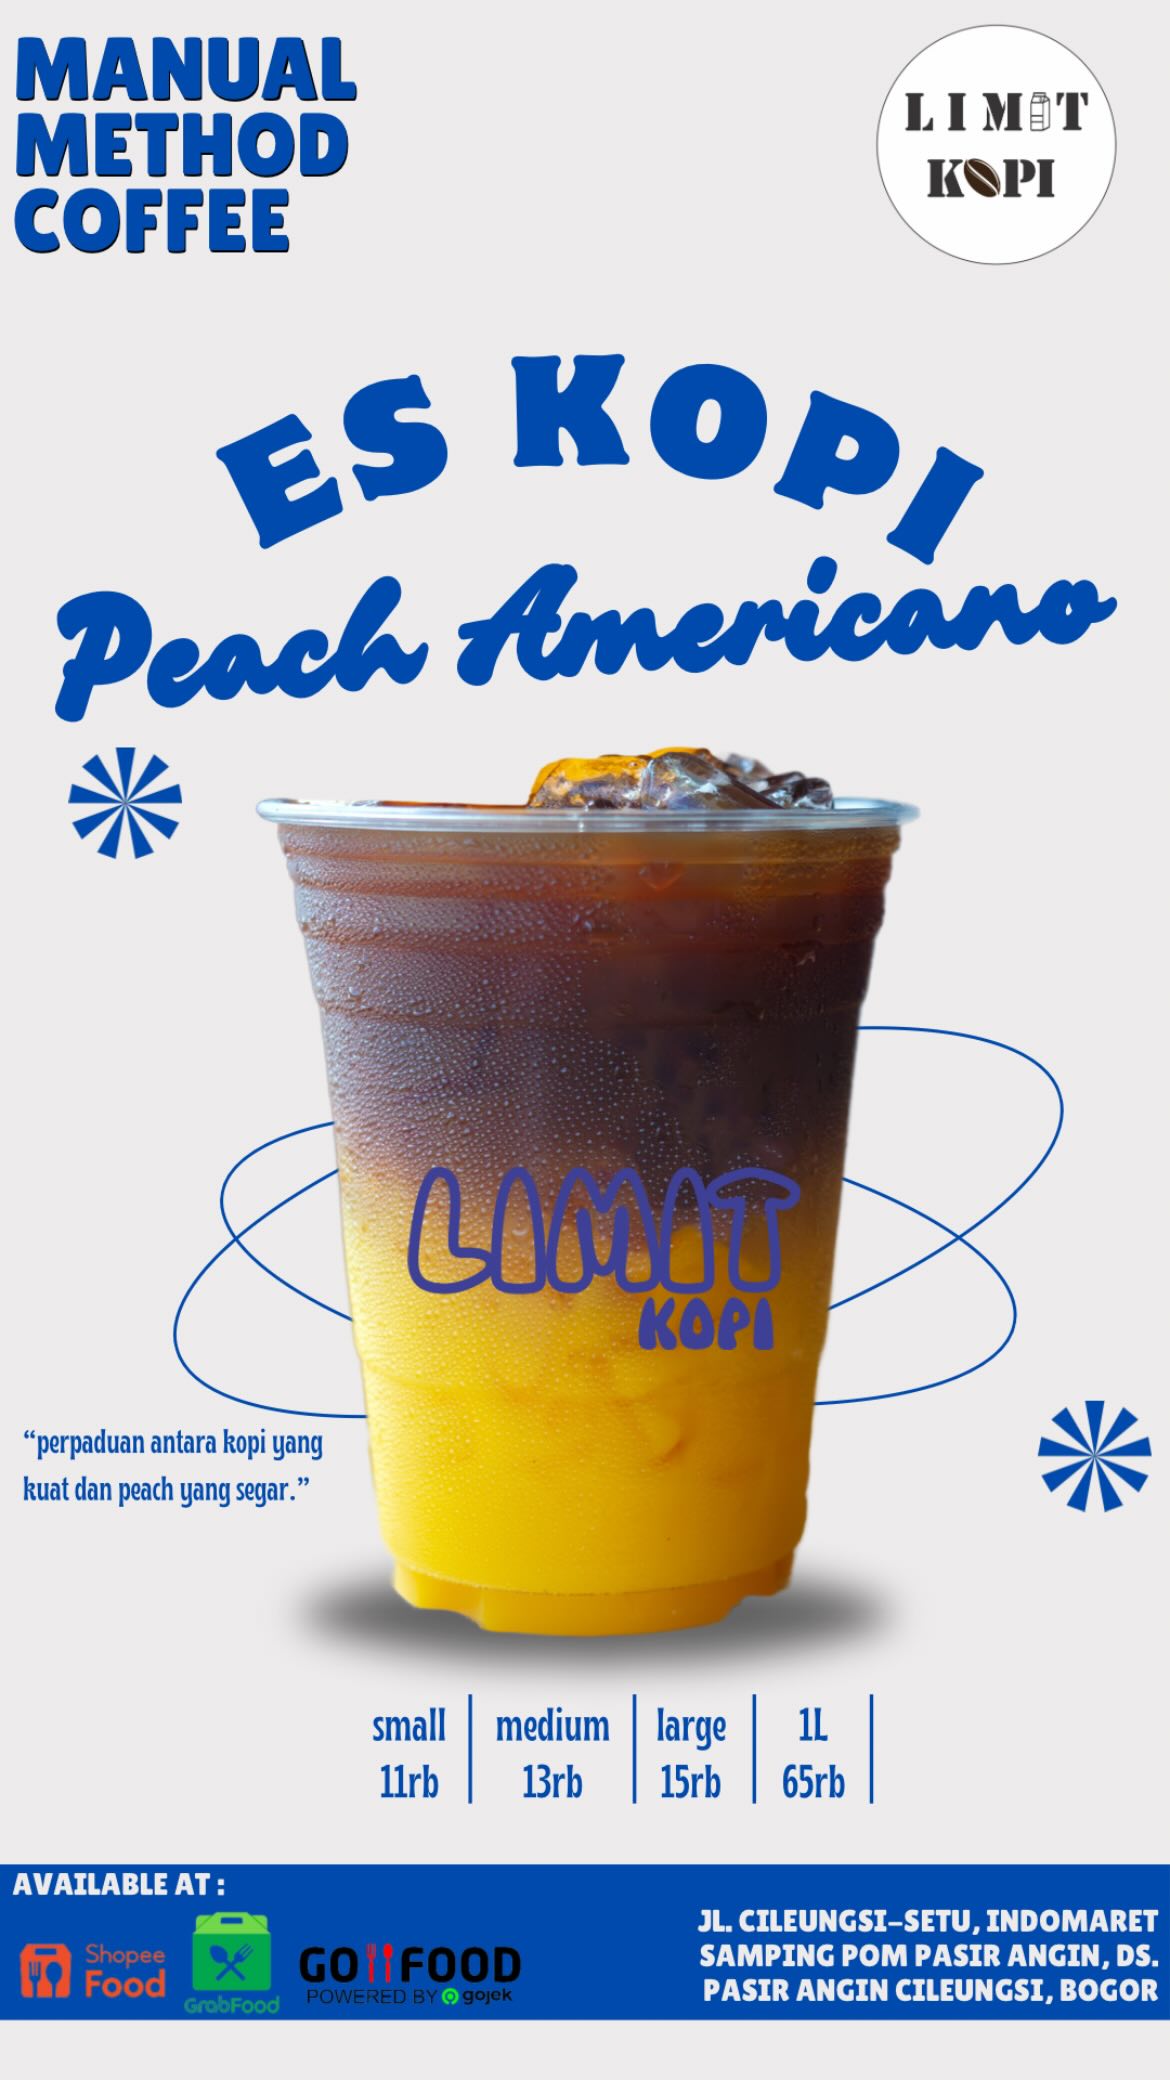 MANUAL
METHOD
COFFEE
LIMIT
KOPI
ES KOPI
Peach Americano
LIMIT
KOPI
“perpaduan antara kopi yang
kuat dan peach yang segar.”
small medium large 1L
11rb 13rb 15rb 65rb
AVAILABLE AT :
Shopee
Food
GrabFood
GOFOOD
POWERED BY gojek
JL. CILEUNGSI-SETU, INDOMARET
SAMPING POM PASIR ANGIN, DS.
PASIR ANGIN CILEUNGSI, BOGOR